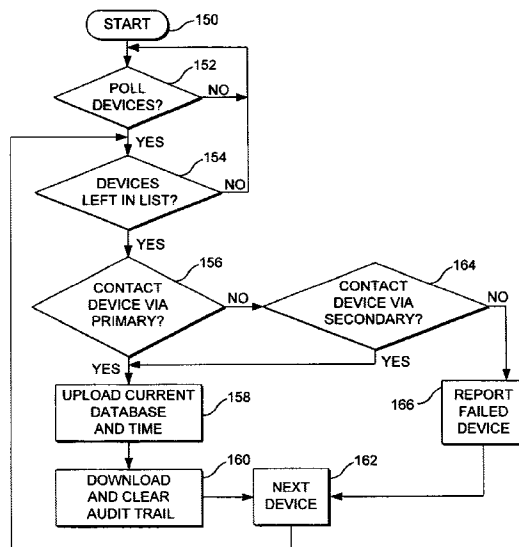 START
150
152
POLL
DEVICES?
NO
YES
154
DEVICES
LEFT IN LIST?
NO
YES
156
CONTACT
DEVICE VIA
PRIMARY?
NO
164
CONTACT
DEVICE VIA
SECONDARY?
NO
YES
YES
UPLOAD CURRENT
DATABASE
AND TIME
158
166
REPORT
FAILED
DEVICE
160
DOWNLOAD
AND CLEAR
AUDIT TRAIL
162
NEXT
DEVICE